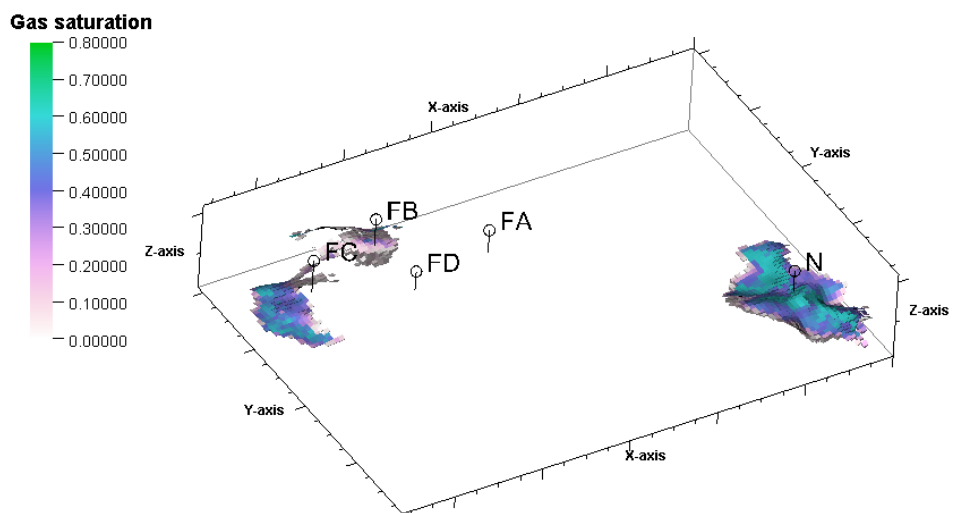 Gas saturation
0.80000
0.70000
0.60000
0.50000
0.40000
0.30000
0.20000
0.10000
0.00000
X-axis
Y-axis
Z-axis
FB
FA
FC
FD
N
Z-axis
Y-axis
X-axis